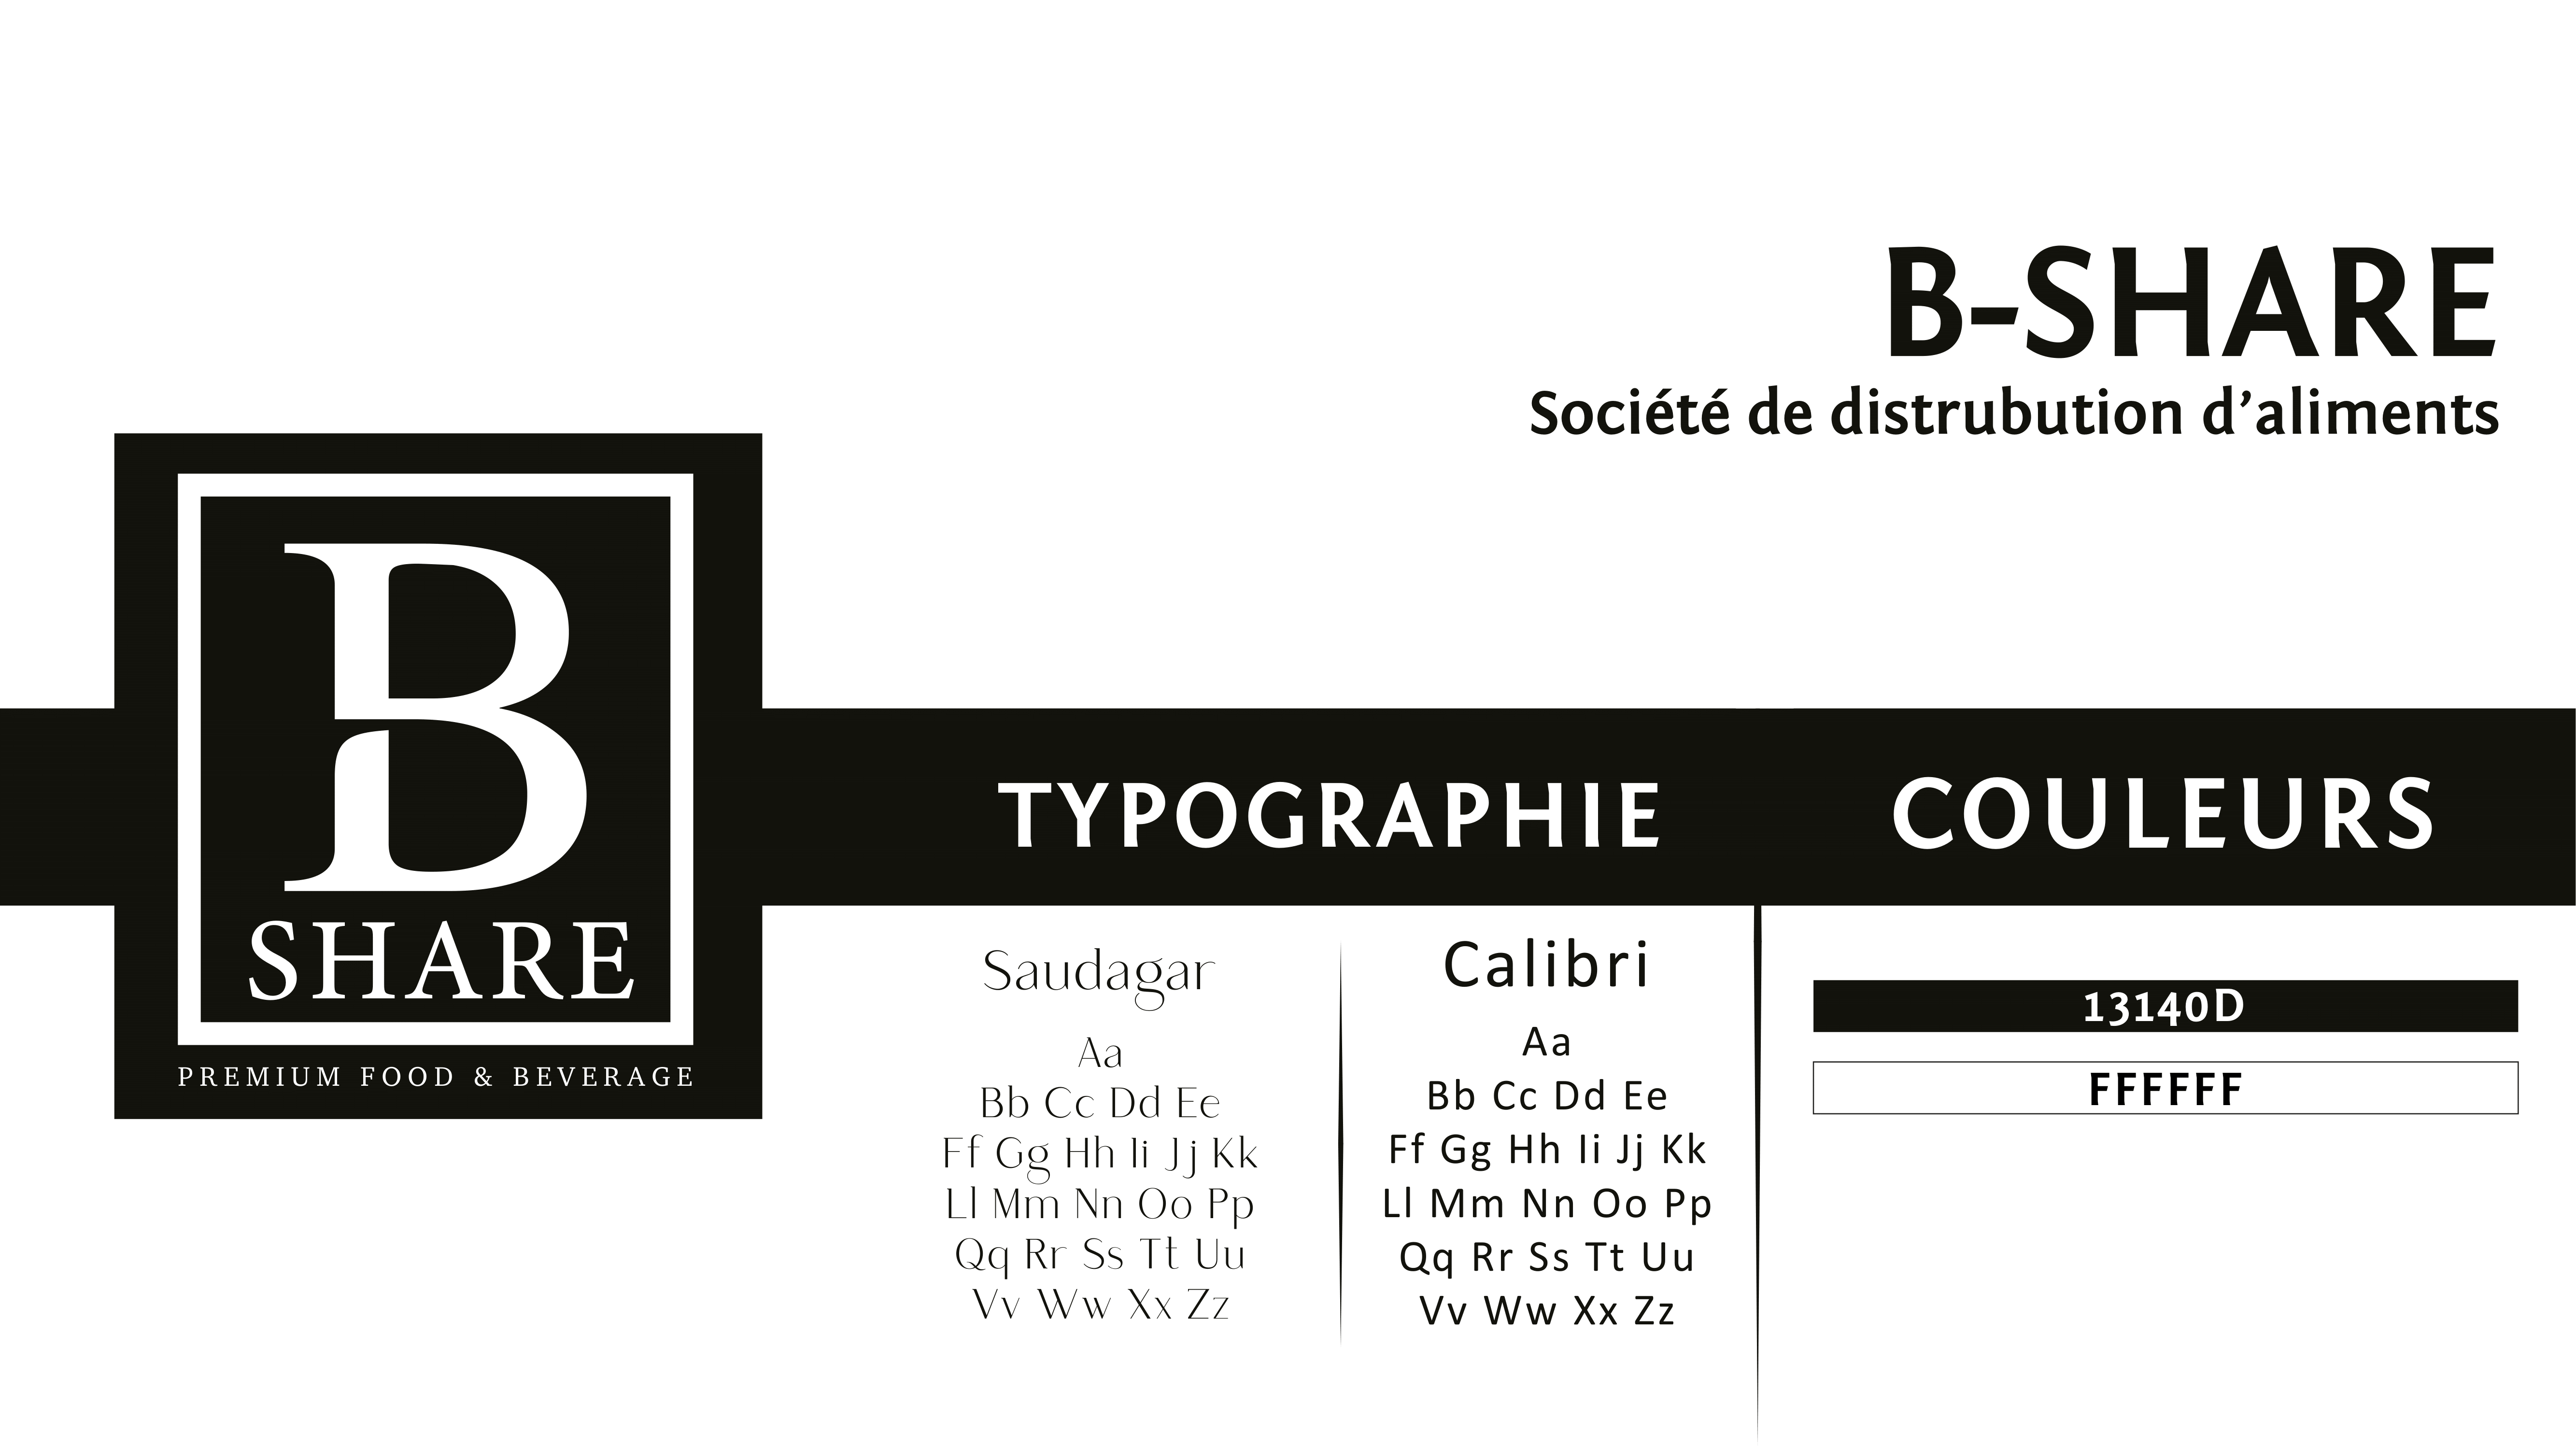 B-SHARE
Société de distrubution d’aliments
B
SHARE
PREMIUM FOOD & BEVERAGE
TYPOGRAPHIE
COULEURS
Saudagar
Aa
Bb Cc Dd Ee
Ff Gg Hh Ii Jj Kk
Ll Mm Nn Oo Pp
Qq Rr Ss Tt Uu
Vv Ww Xx Zz
Calibri
Aa
Bb Cc Dd Ee
Ff Gg Hh Ii Jj Kk
Ll Mm Nn Oo Pp
Qq Rr Ss Tt Uu
Vv Ww Xx Zz
13140D
FFFFFF